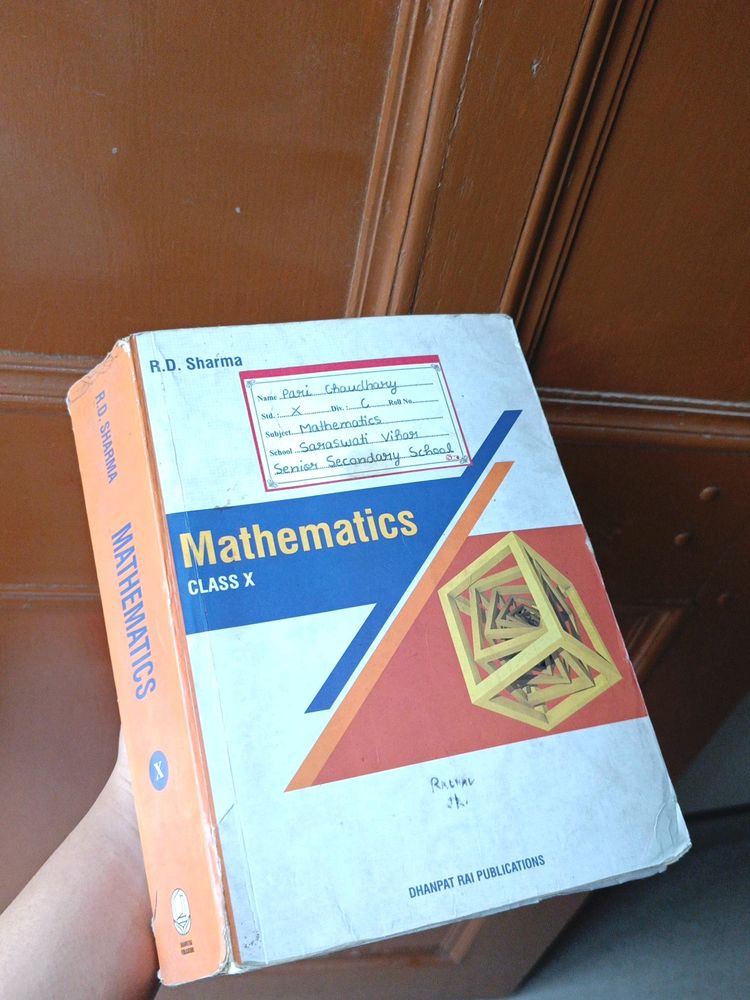 R.D. Sharma
Name Pari Chaudhary
Std.: X Div.: C Roll No.
Subject Mathematics
School Saraswati Vihar
Senior Secondary School
Mathematics
CLASS X
DHANPAT RAI PUBLICATIONS
R.D. SHARMA
MATHEMATICS
X